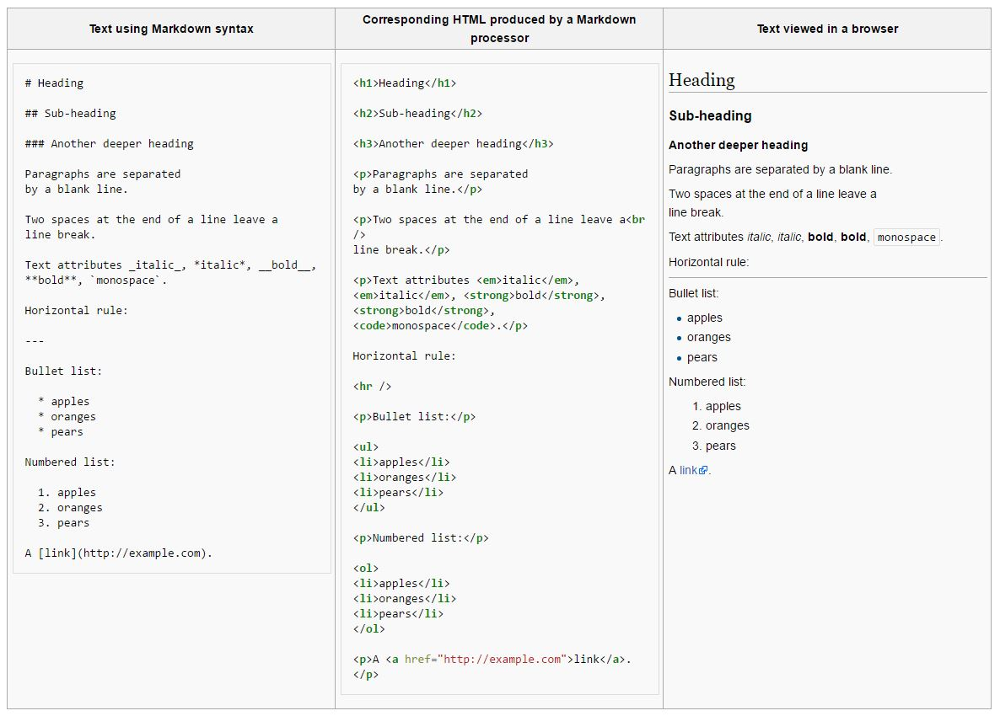 Text using Markdown syntax
Corresponding HTML produced by a Markdown
processor
Text viewed in a browser
# Heading
## Sub-heading
### Another deeper heading
Paragraphs are separated
by a blank line.
Two spaces at the end of a line leave a
line break.
Text attributes _italic_, *italic*, __bold__,
**bold**, `monospace`.
Horizontal rule:
---
Bullet list:
* apples
* oranges
* pears
Numbered list:
1. apples
2. oranges
3. pears
A [link](http://example.com).
<h1>Heading</h1>
<h2>Sub-heading</h2>
<h3>Another deeper heading</h3>
<p>Paragraphs are separated
by a blank line.</p>
<p>Two spaces at the end of a line leave a<br
/>
line break.</p>
<p>Text attributes <em>italic</em>,
<em>italic</em>, <strong>bold</strong>,
<strong>bold</strong>,
<code>monospace</code>.</p>
Horizontal rule:
<hr />
<p>Bullet list:</p>
<ul>
<li>apples</li>
<li>oranges</li>
<li>pears</li>
</ul>
<p>Numbered list:</p>
<ol>
<li>apples</li>
<li>oranges</li>
<li>pears</li>
</ol>
<p>A <a href="http://example.com">link</a>.
</p>
Heading
Sub-heading
Another deeper heading
Paragraphs are separated by a blank line.
Two spaces at the end of a line leave a
line break.
Text attributes italic, italic, bold, bold, monospace.
Horizontal rule:
Bullet list:
• apples
• oranges
• pears
Numbered list:
1. apples
2. oranges
3. pears
A link.